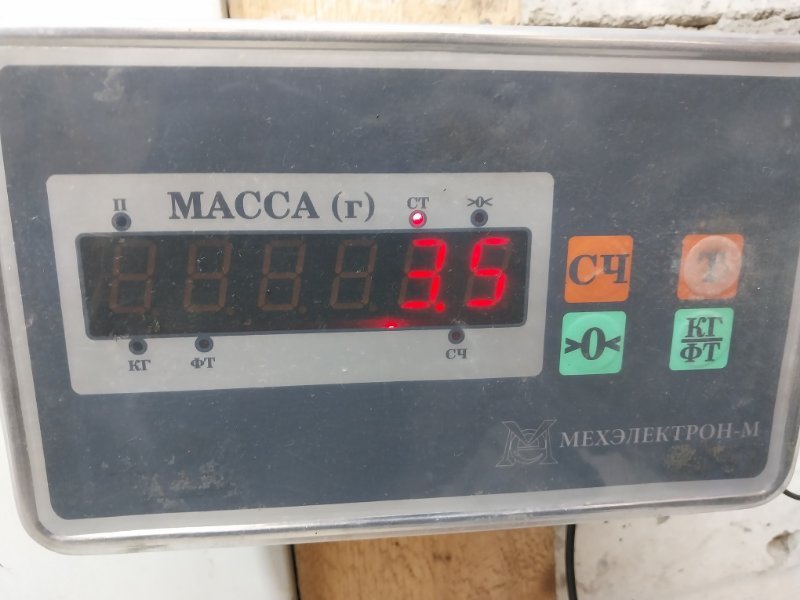 П МАССА (г) СТ >0<
3.5
КГ ФТ СЧ
СЧ Т
>0< КГ/ФТ
МЕХЭЛЕКТРОН-М